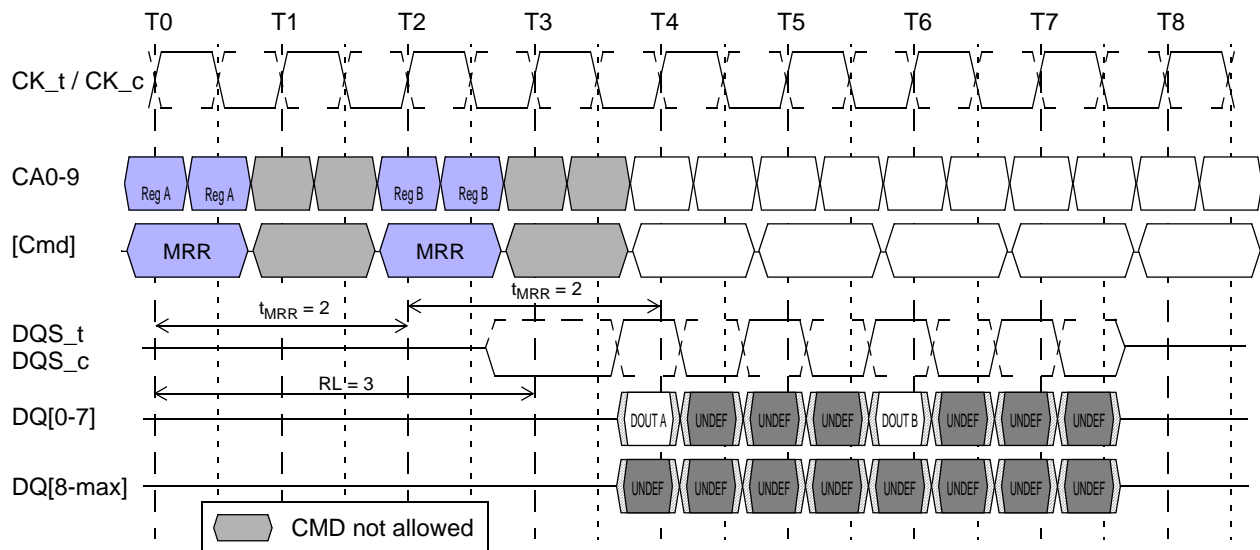 T0 T1 T2 T3 T4 T5 T6 T7 T8
CK_t / CK_c
CA0-9
Reg A Reg A Reg B Reg B
[Cmd]
MRR MRR
tMRR = 2
tMRR = 2
DQS_t
DQS_c
RL = 3
DQ[0-7]
DOUT A UNDEF UNDEF UNDEF DOUT B UNDEF UNDEF UNDEF
DQ[8-max]
UNDEF UNDEF UNDEF UNDEF UNDEF UNDEF UNDEF UNDEF
CMD not allowed